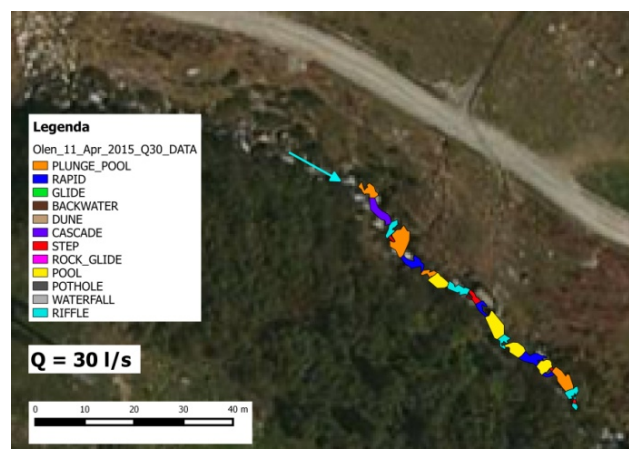 Legenda
Olen_11_Apr_2015_Q30_DATA
PLUNGE_POOL
RAPID
GLIDE
BACKWATER
DUNE
CASCADE
STEP
ROCK_GLIDE
POOL
POTHOLE
WATERFALL
RIFFLE
Q = 30 l/s
0 10 20 30 40 m